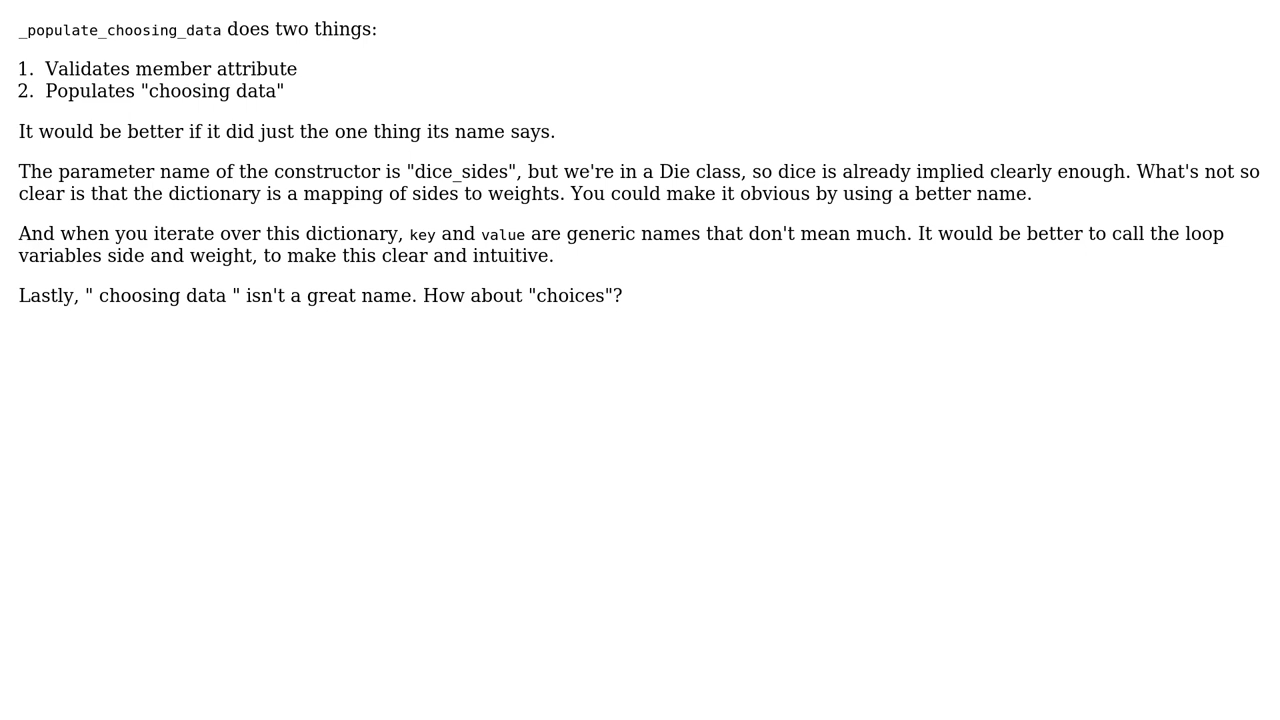 _populate_choosing_data does two things:
1. Validates member attribute
2. Populates "choosing data"
It would be better if it did just the one thing its name says.
The parameter name of the constructor is "dice_sides", but we're in a Die class, so dice is already implied clearly enough. What's not so
clear is that the dictionary is a mapping of sides to weights. You could make it obvious by using a better name.
And when you iterate over this dictionary, key and value are generic names that don't mean much. It would be better to call the loop
variables side and weight, to make this clear and intuitive.
Lastly, " choosing data " isn't a great name. How about "choices"?